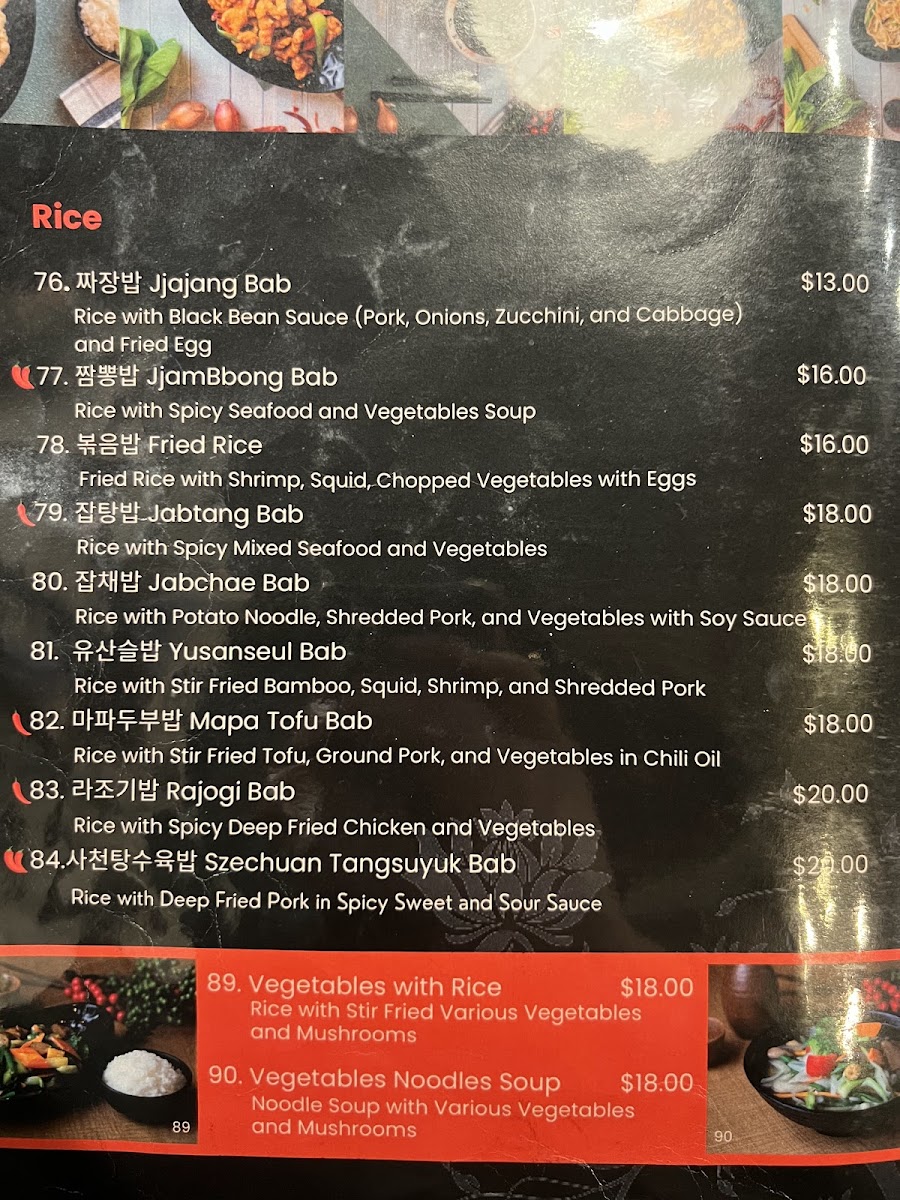 Rice
76. 짜장밥 Jjajang Bab $13.00
Rice with Black Bean Sauce (Pork, Onions, Zucchini, and Cabbage)
and Fried Egg
77. 짬뽕밥 JjamBbong Bab $16.00
Rice with Spicy Seafood and Vegetables Soup
78. 볶음밥 Fried Rice $16.00
Fried Rice with Shrimp, Squid, Chopped Vegetables with Eggs
79. 잡탕밥 Jabtang Bab $18.00
Rice with Spicy Mixed Seafood and Vegetables
80. 잡채밥 Jabchae Bab $18.00
Rice with Potato Noodle, Shredded Pork, and Vegetables with Soy Sauce
81. 유산슬밥 Yusanseul Bab $18.00
Rice with Stir Fried Bamboo, Squid, Shrimp, and Shredded Pork
82. 마파두부밥 Mapa Tofu Bab $18.00
Rice with Stir Fried Tofu, Ground Pork, and Vegetables in Chili Oil
83. 라조기밥 Rajogi Bab $20.00
Rice with Spicy Deep Fried Chicken and Vegetables
84.사천탕수육밥 Szechuan Tangsuyuk Bab $20.00
Rice with Deep Fried Pork in Spicy Sweet and Sour Sauce
89. Vegetables with Rice $18.00
Rice with Stir Fried Various Vegetables
and Mushrooms
90. Vegetables Noodles Soup $18.00
Noodle Soup with Various Vegetables
and Mushrooms
89
90